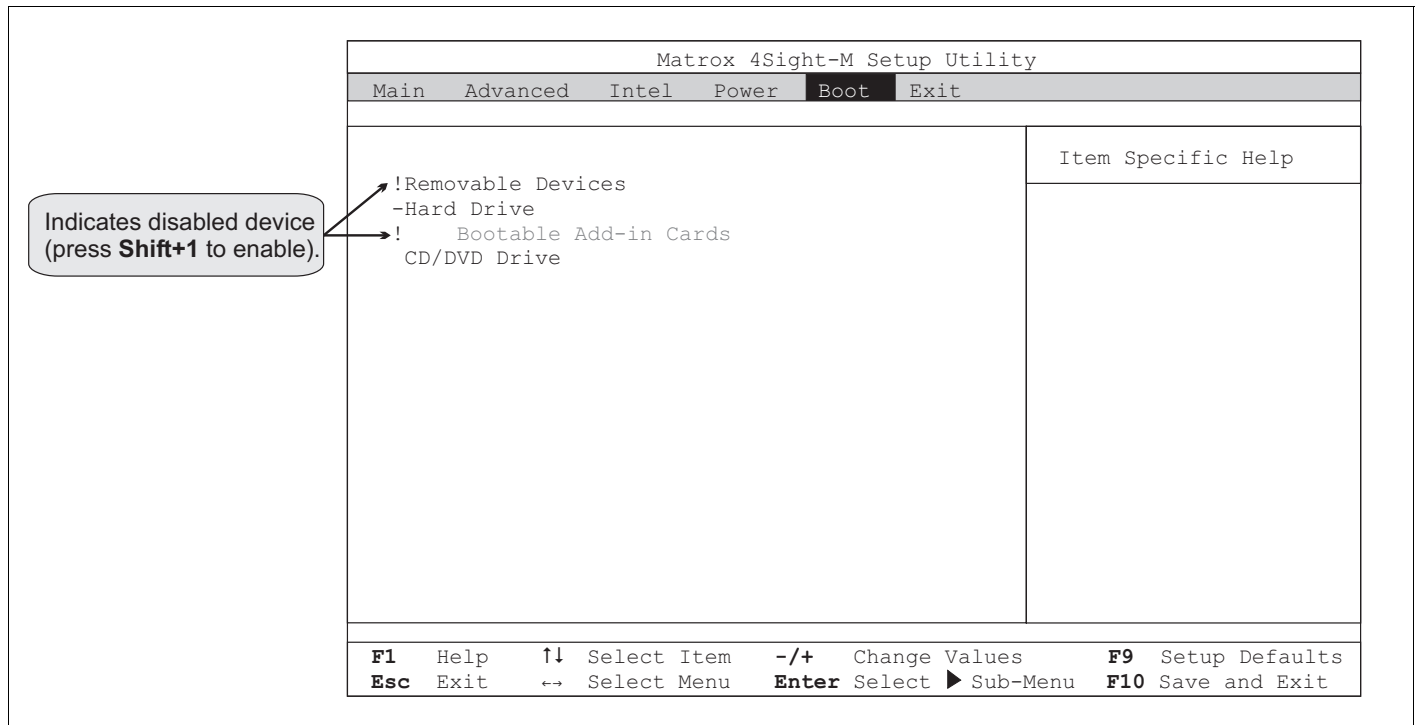 Matrox 4Sight-M Setup Utility
Main Advanced Intel Power Boot Exit
Item Specific Help
!Removable Devices
-Hard Drive
! Bootable Add-in Cards
CD/DVD Drive
Indicates disabled device
(press Shift+1 to enable).
F1 Help ↑↓ Select Item -/+ Change Values F9 Setup Defaults
Esc Exit ←→ Select Menu Enter Select ▶ Sub-Menu F10 Save and Exit